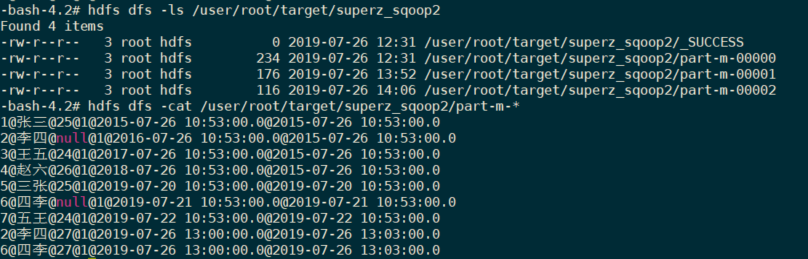 -bash-4.2# hdfs dfs -ls /user/root/target/superz_sqoop2
Found 4 items
-rw-r--r--   3 root hdfs          0 2019-07-26 12:31 /user/root/target/superz_sqoop2/_SUCCESS
-rw-r--r--   3 root hdfs        234 2019-07-26 12:31 /user/root/target/superz_sqoop2/part-m-00000
-rw-r--r--   3 root hdfs        176 2019-07-26 13:52 /user/root/target/superz_sqoop2/part-m-00001
-rw-r--r--   3 root hdfs        116 2019-07-26 14:06 /user/root/target/superz_sqoop2/part-m-00002
-bash-4.2# hdfs dfs -cat /user/root/target/superz_sqoop2/part-m-*
1@张三@25@1@2015-07-26 10:53:00.0@2015-07-26 10:53:00.0
2@李四@null@1@2016-07-26 10:53:00.0@2015-07-26 10:53:00.0
3@王五@24@1@2017-07-26 10:53:00.0@2015-07-26 10:53:00.0
4@赵六@26@1@2018-07-26 10:53:00.0@2015-07-26 10:53:00.0
5@三张@25@1@2019-07-20 10:53:00.0@2019-07-20 10:53:00.0
6@四李@null@1@2019-07-21 10:53:00.0@2019-07-21 10:53:00.0
7@五王@24@1@2019-07-22 10:53:00.0@2019-07-22 10:53:00.0
2@李四@27@1@2019-07-26 13:00:00.0@2019-07-26 13:03:00.0
6@四李@27@1@2019-07-26 13:00:00.0@2019-07-26 13:03:00.0